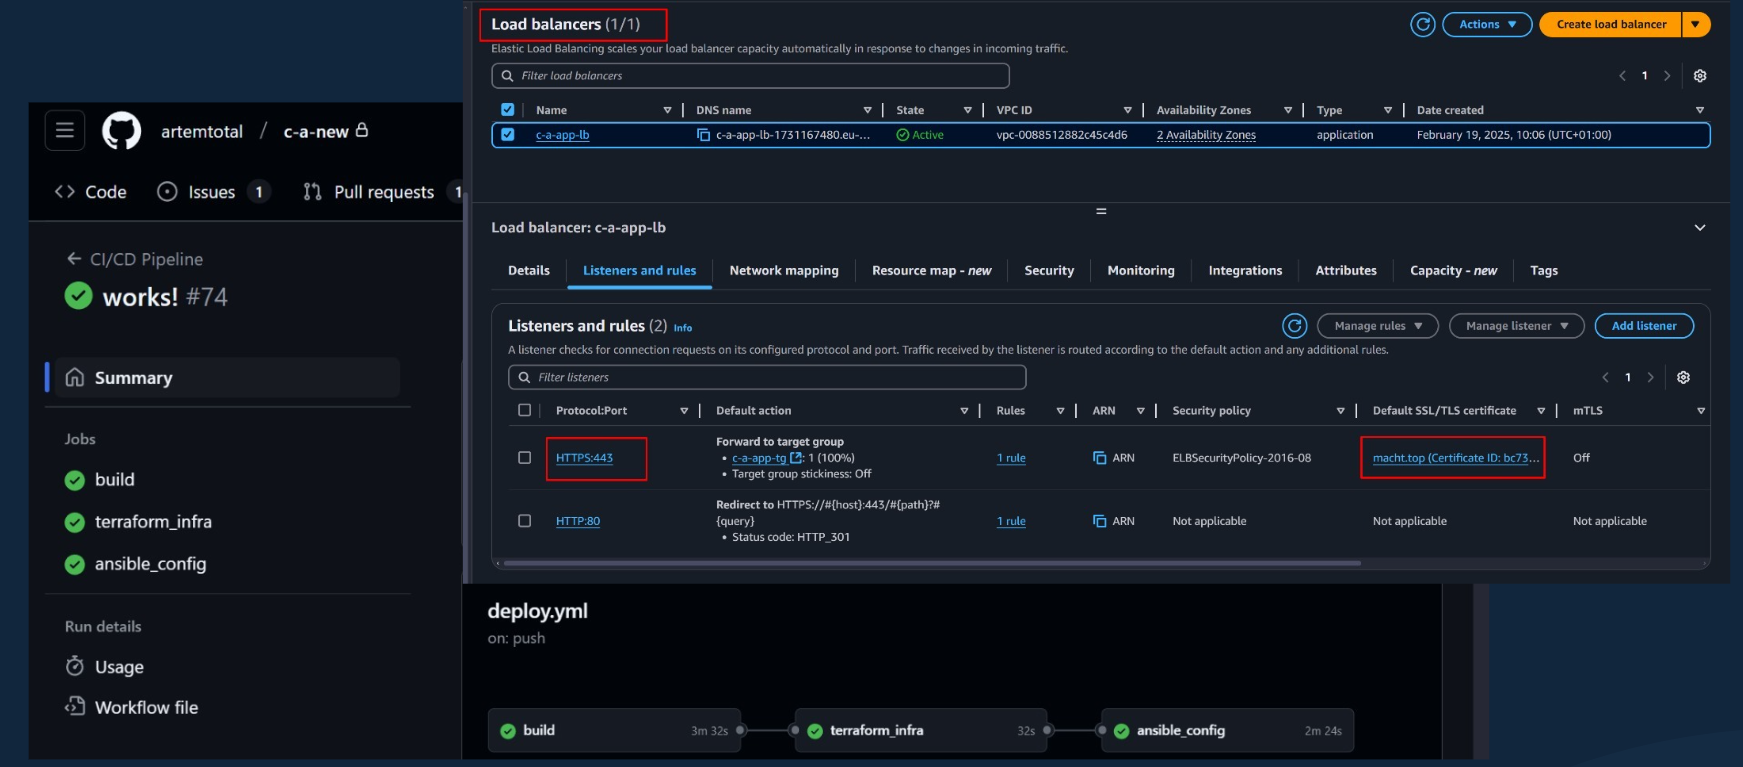 artemtotal / c-a-new
Code
Issues 1
Pull requests 1
CI/CD Pipeline
works! #74
Summary
Jobs
build
terraform_infra
ansible_config
Run details
Usage
Workflow file
Load balancers (1/1)
Actions
Create load balancer
Elastic Load Balancing scales your load balancer capacity automatically in response to changes in incoming traffic.
Filter load balancers
1
Name DNS name State VPC ID Availability Zones Type Date created
c-a-app-lb c-a-app-lb-1731167480.eu-... Active vpc-0088512882c45c4d6 2 Availability Zones application February 19, 2025, 10:06 (UTC+01:00)
Load balancer: c-a-app-lb
Details Listeners and rules Network mapping Resource map - new Security Monitoring Integrations Attributes Capacity - new Tags
Listeners and rules (2) Info
Manage rules
Manage listener
Add listener
A listener checks for connection requests on its configured protocol and port. Traffic received by the listener is routed according to the default action and any additional rules.
Filter listeners
1
Protocol:Port Default action Rules ARN Security policy Default SSL/TLS certificate mTLS
Forward to target group
HTTPS:443 • c-a-app-tg : 1 (100%) 1 rule ARN ELBSecurityPolicy-2016-08 macht.top (Certificate ID: bc73... Off
• Target group stickiness: Off
Redirect to HTTPS://#{host}:443/#{path}?#
HTTP:80 {query} 1 rule ARN Not applicable Not applicable Not applicable
• Status code: HTTP_301
deploy.yml
on: push
build 3m 32s
terraform_infra 32s
ansible_config 2m 24s